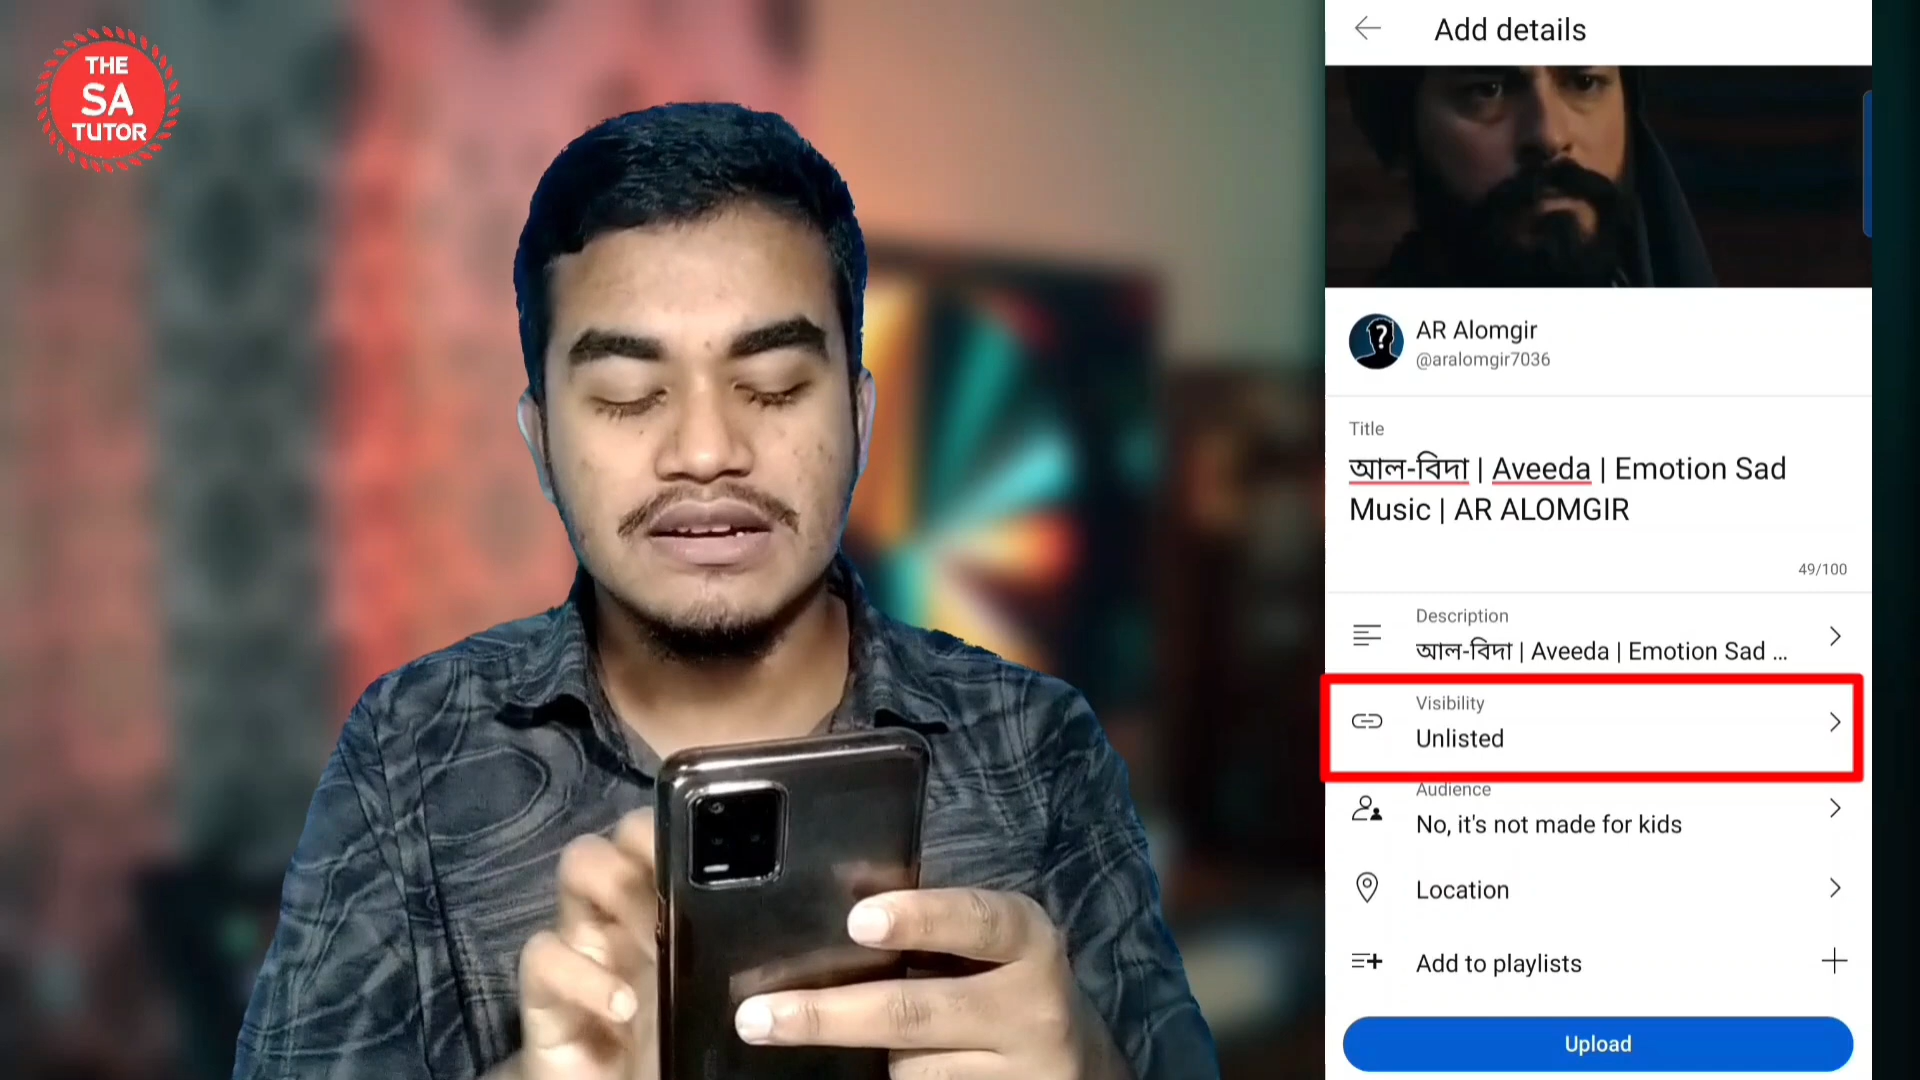 THE
SA
TUTOR
Add details
AR Alomgir
@aralomgir7036
Title
আল-বিদা | Aveeda | Emotion Sad
Music | AR ALOMGIR
49/100
Description
আল-বিদা | Aveeda | Emotion Sad ...
Visibility
Unlisted
Audience
No, it's not made for kids
Location
Add to playlists
Upload